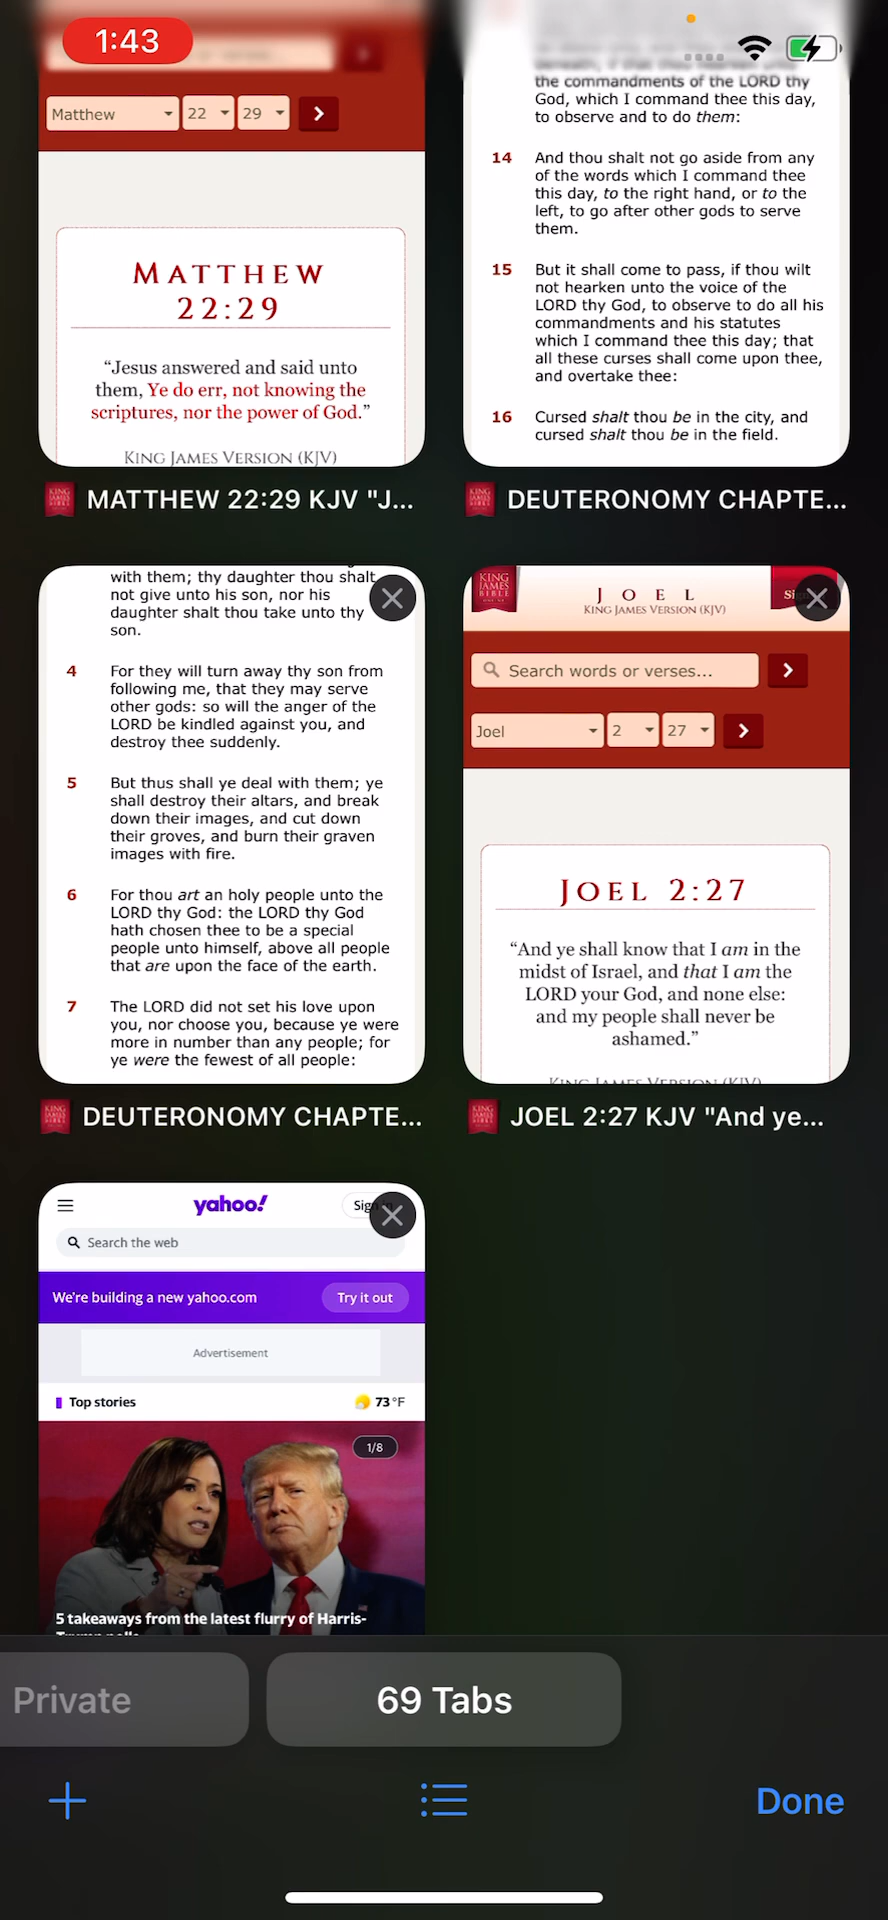 1:43
Matthew 22 29
MATTHEW
22:29
“Jesus answered and said unto
them, Ye do err, not knowing the
scriptures, nor the power of God.”
KING JAMES VERSION (KJV)
MATTHEW 22:29 KJV "J...
the commandments of the LORD thy
God, which I command thee this day,
to observe and to do them:
14 And thou shalt not go aside from any
of the words which I command thee
this day, to the right hand, or to the
left, to go after other gods to serve
them.
15 But it shall come to pass, if thou wilt
not hearken unto the voice of the
LORD thy God, to observe to do all his
commandments and his statutes
which I command thee this day; that
all these curses shall come upon thee,
and overtake thee:
16 Cursed shalt thou be in the city, and
cursed shalt thou be in the field.
DEUTERONOMY CHAPTE...
with them; thy daughter thou shalt
not give unto his son, nor his
daughter shalt thou take unto thy
son.
4 For they will turn away thy son from
following me, that they may serve
other gods: so will the anger of the
LORD be kindled against you, and
destroy thee suddenly.
5 But thus shall ye deal with them; ye
shall destroy their altars, and break
down their images, and cut down
their groves, and burn their graven
images with fire.
6 For thou art an holy people unto the
LORD thy God: the LORD thy God
hath chosen thee to be a special
people unto himself, above all people
that are upon the face of the earth.
7 The LORD did not set his love upon
you, nor choose you, because ye were
more in number than any people; for
ye were the fewest of all people:
DEUTERONOMY CHAPTE...
KING
JAMES
BIBLE
JOEL
KING JAMES VERSION (KJV)
Search words or verses...
Joel 2 27
JOEL 2:27
“And ye shall know that I am in the
midst of Israel, and that I am the
LORD your God, and none else:
and my people shall never be
ashamed.”
KING JAMES VERSION (KJV)
JOEL 2:27 KJV "And ye...
yahoo!
Search the web
We're building a new yahoo.com
Try it out
Advertisement
Top stories
73°F
1/8
5 takeaways from the latest flurry of Harris-
Private
69 Tabs
Done